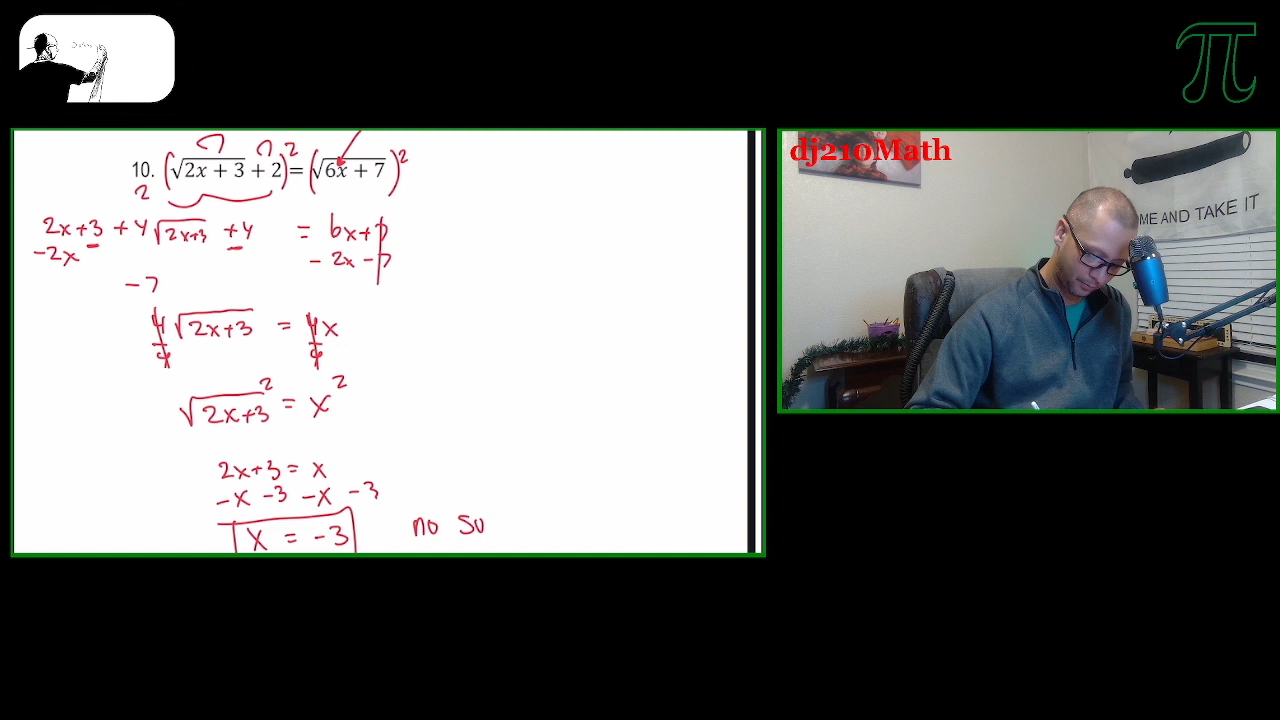 dj210Math
COME AND TAKE IT
10. (√2x + 3 + 2)² = (√6x + 7)²
2
2x+3 + 4√2x+3 + 4 = 6x+7
-2x - 2x -7
-7
4√2x+3 = 4x
4 4
√2x+3² = x²
2x+3 = x
-x -3 -x -3
x = -3 no so